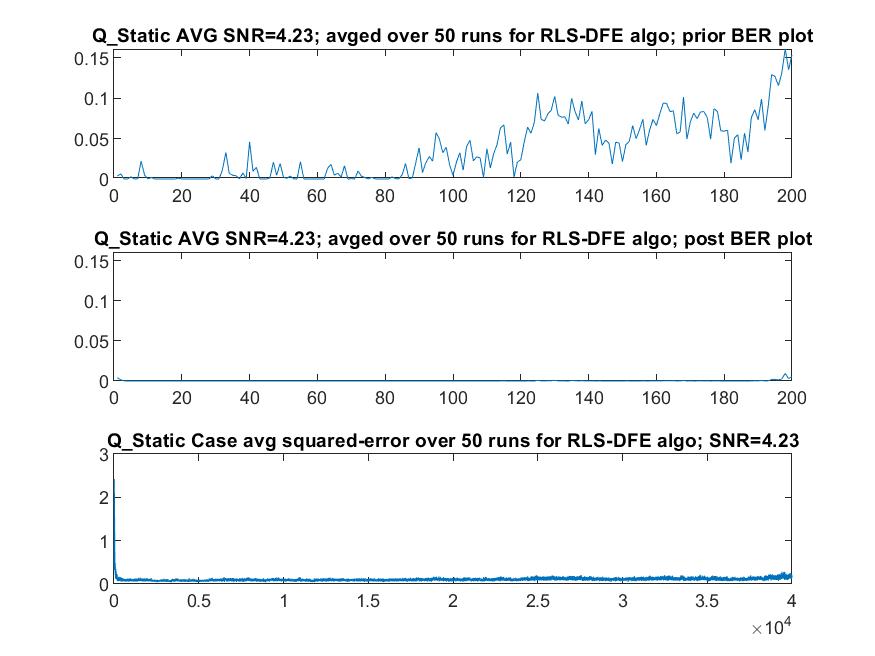 Q_Static AVG SNR=4.23; avged over 50 runs for RLS-DFE algo; prior BER plot
0.15
0.1
0.05
0
0 20 40 60 80 100 120 140 160 180 200
Q_Static AVG SNR=4.23; avged over 50 runs for RLS-DFE algo; post BER plot
0.15
0.1
0.05
0
0 20 40 60 80 100 120 140 160 180 200
Q_Static Case avg squared-error over 50 runs for RLS-DFE algo; SNR=4.23
3
2
1
0
0 0.5 1 1.5 2 2.5 3 3.5 4
×10⁴